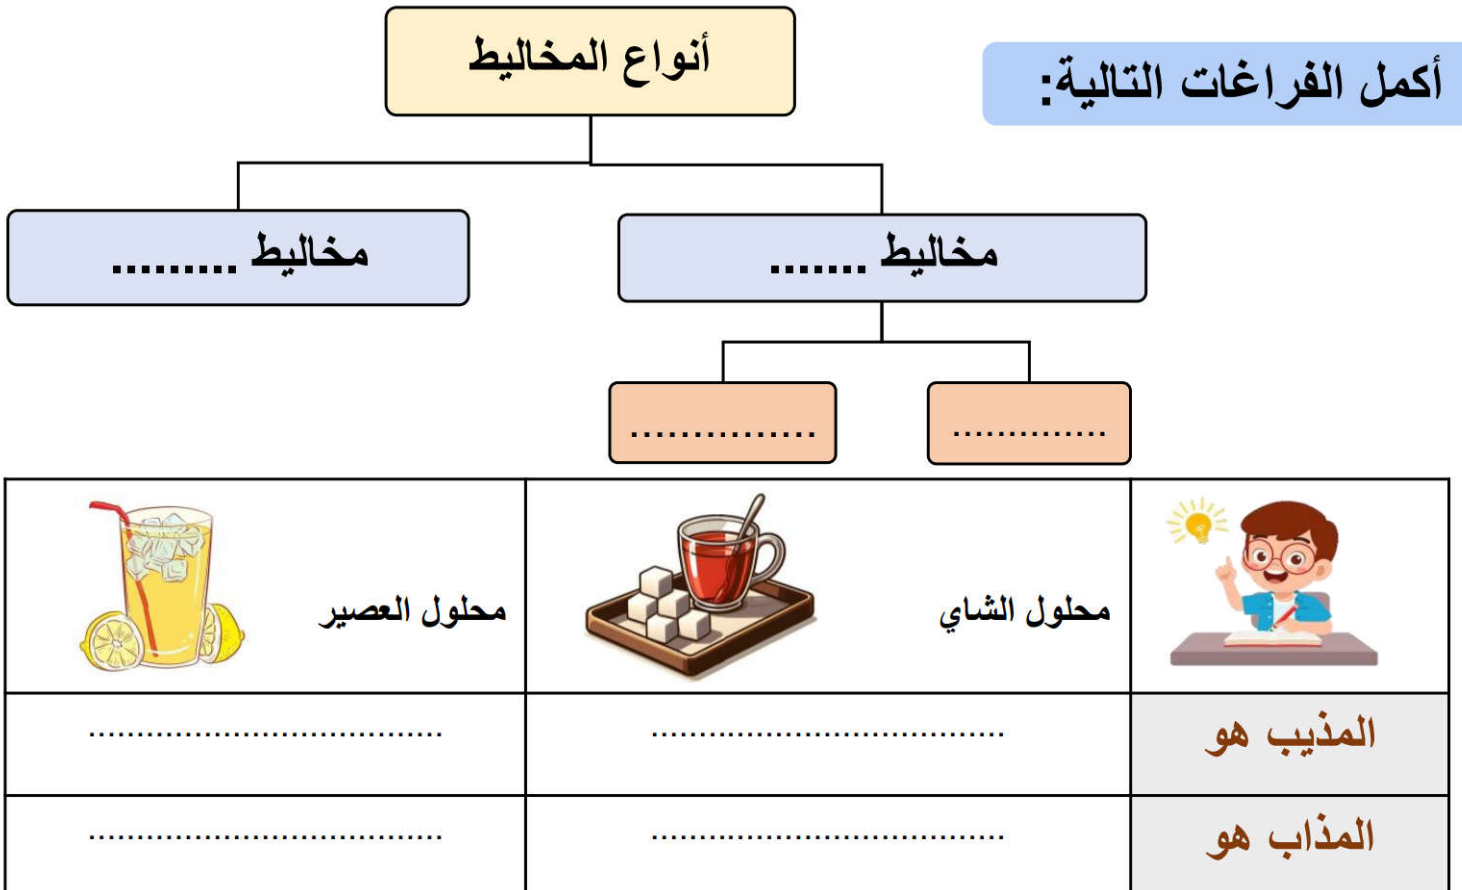 أكمل الفراغات التالية:
أنواع المخاليط
مخاليط .......
مخاليط .........
.............
...............
محلول الشاي
محلول العصير
المذيب هو
.....................................
.....................................
المذاب هو
.....................................
.....................................